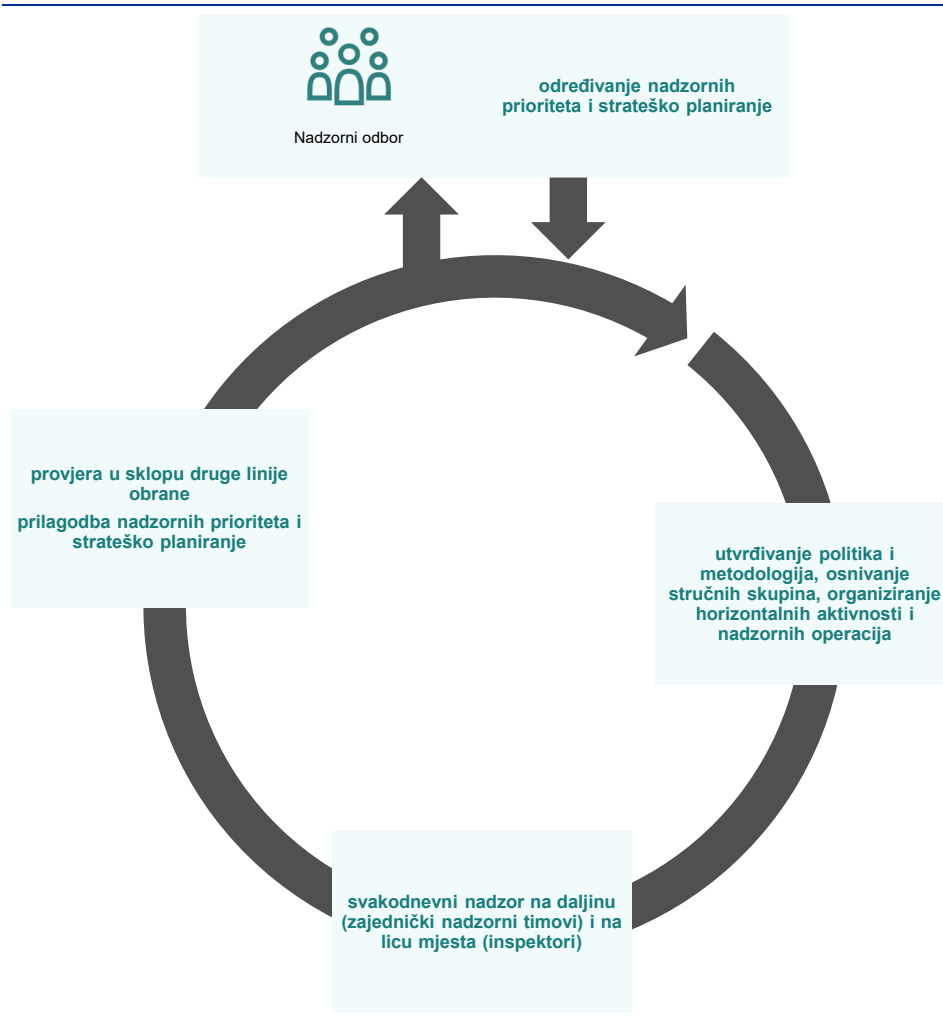 Nadzorni odbor
određivanje nadzornih
prioriteta i strateško planiranje
provjera u sklopu druge linije
obrane
prilagodba nadzornih prioriteta i
strateško planiranje
utvrđivanje politika i
metodologija, osnivanje
stručnih skupina, organiziranje
horizontalnih aktivnosti i
nadzornih operacija
svakodnevni nadzor na daljinu
(zajednički nadzorni timovi) i na
licu mjesta (inspektori)